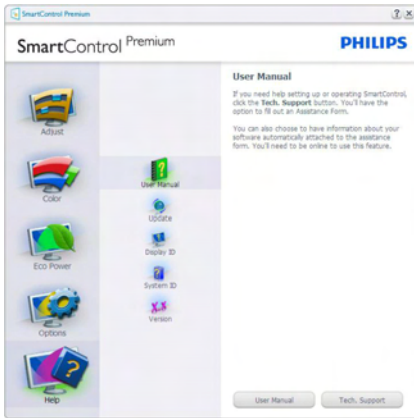 SmartControl Premium
SmartControl Premium
PHILIPS
Adjust
Color
Eco Power
Options
Help
User Manual
Update
Display ID
System ID
Version
User Manual
If you need help setting up or operating SmartControl,
click the Tech. Support button. You'll have the
option to fill out an Assistance Form.
You can also choose to have information about your
software automatically attached to the assistance
form. You'll need to be online to use this feature.
User Manual
Tech. Support